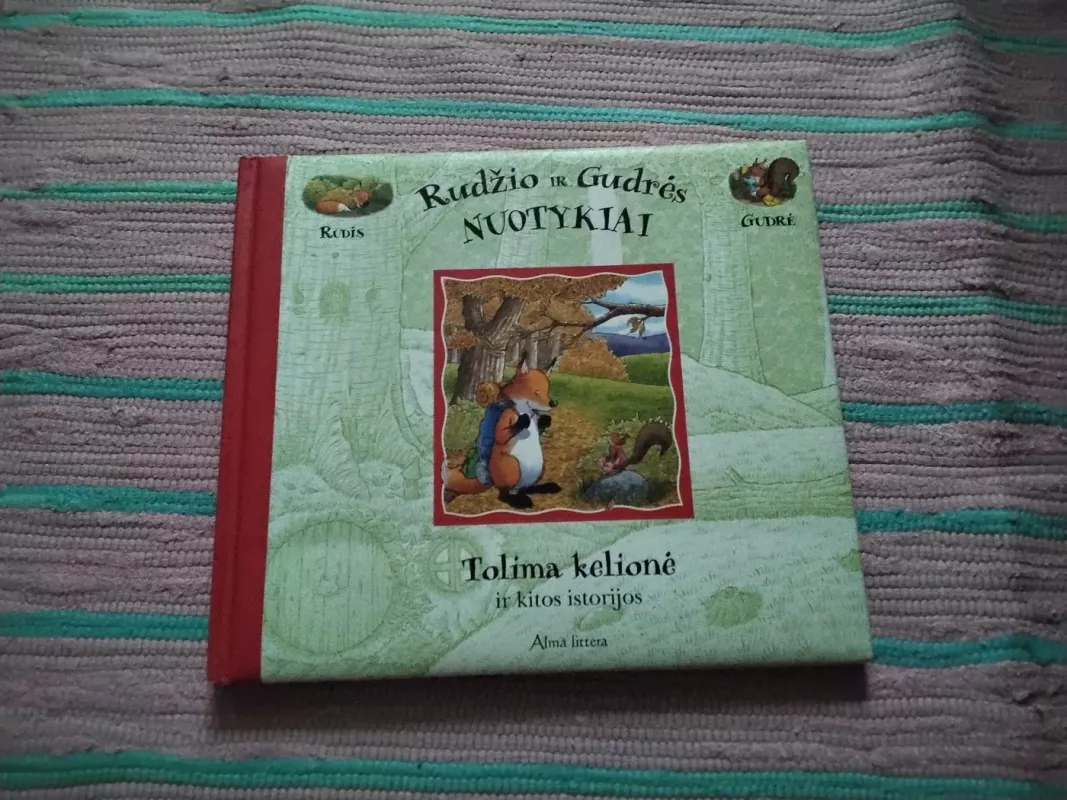 Rudžio ir Gudrės
NUOTYKIAI
Rudis
Gudrė
Tolima kelionė
ir kitos istorijos
Alma littera